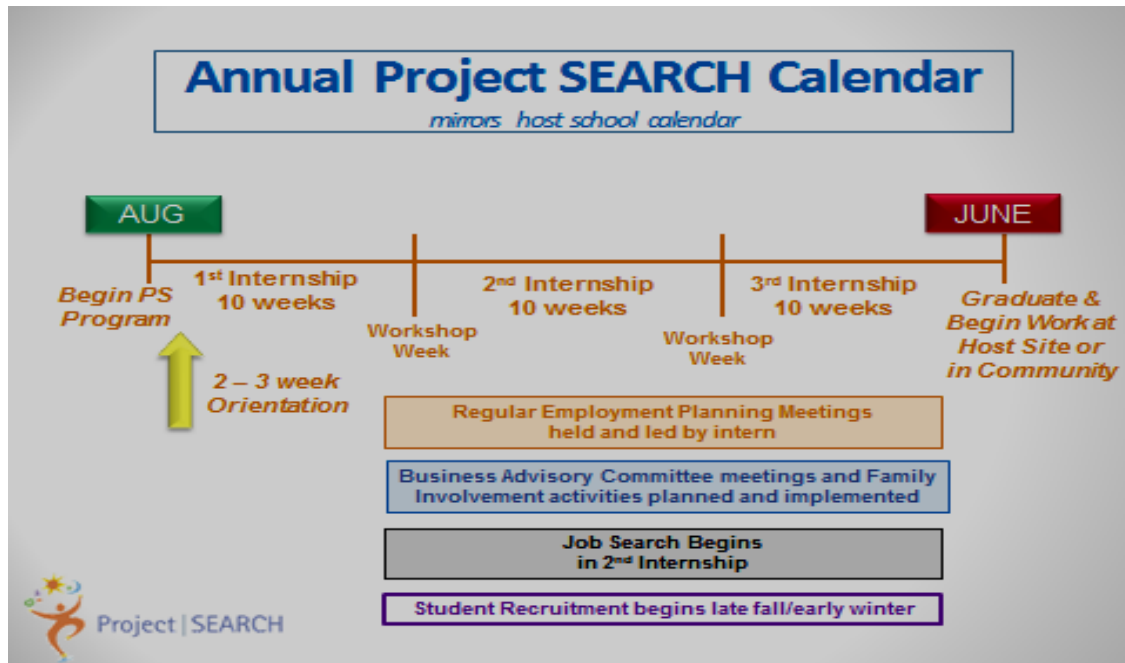 Annual Project SEARCH Calendar
mirrors host school calendar
AUG
JUNE
Begin PS
Program
1st Internship
10 weeks
2nd Internship
10 weeks
3rd Internship
10 weeks
Graduate &
Begin Work at
Host Site or
in Community
Workshop
Week
Workshop
Week
2 – 3 week
Orientation
Regular Employment Planning Meetings
held and led by intern
Business Advisory Committee meetings and Family
Involvement activities planned and implemented
Job Search Begins
in 2nd Internship
Student Recruitment begins late fall/early winter
Project | SEARCH